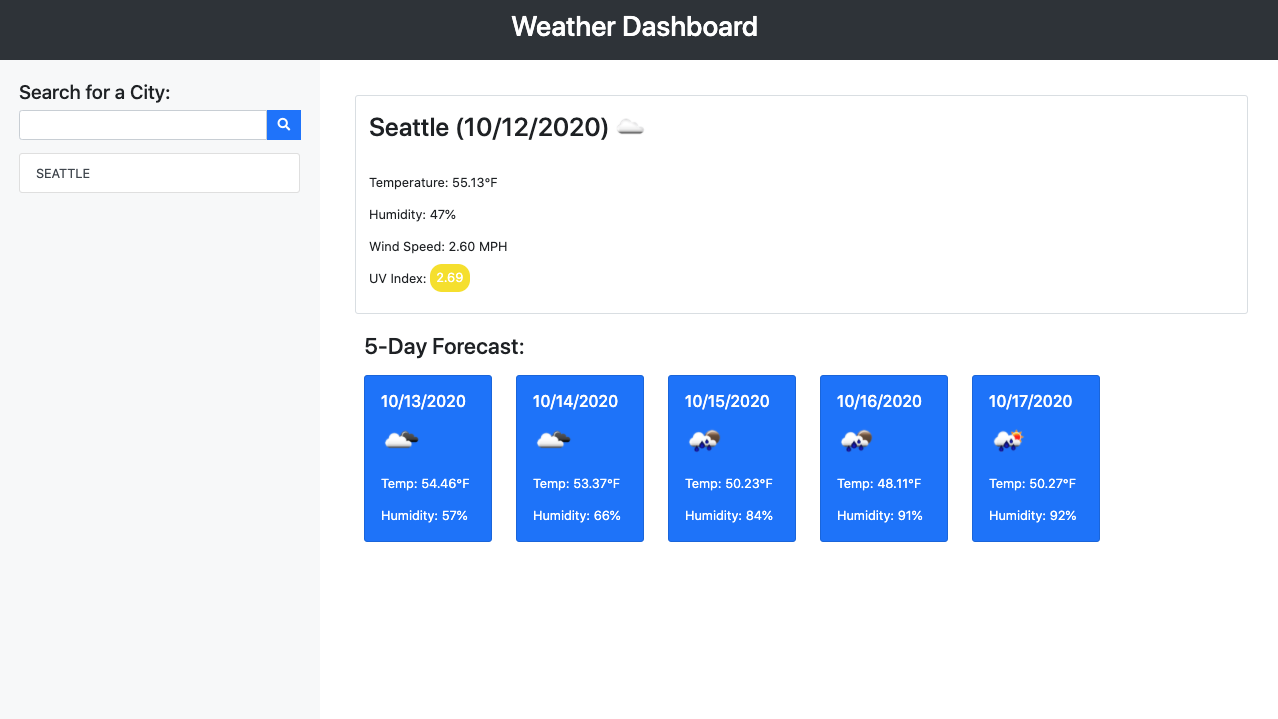 Weather Dashboard
Search for a City:
SEATTLE
Seattle (10/12/2020)
Temperature: 55.13°F
Humidity: 47%
Wind Speed: 2.60 MPH
UV Index: 2.69
5-Day Forecast:
10/13/2020
Temp: 54.46°F
Humidity: 57%
10/14/2020
Temp: 53.37°F
Humidity: 66%
10/15/2020
Temp: 50.23°F
Humidity: 84%
10/16/2020
Temp: 48.11°F
Humidity: 91%
10/17/2020
Temp: 50.27°F
Humidity: 92%